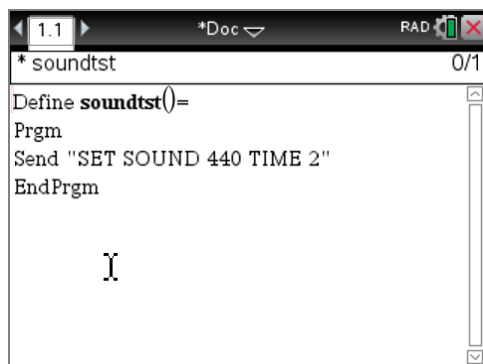 1.1 *Doc RAD
* soundtst 0/1
Define soundtst()=
Prgm
Send "SET SOUND 440 TIME 2"
EndPrgm